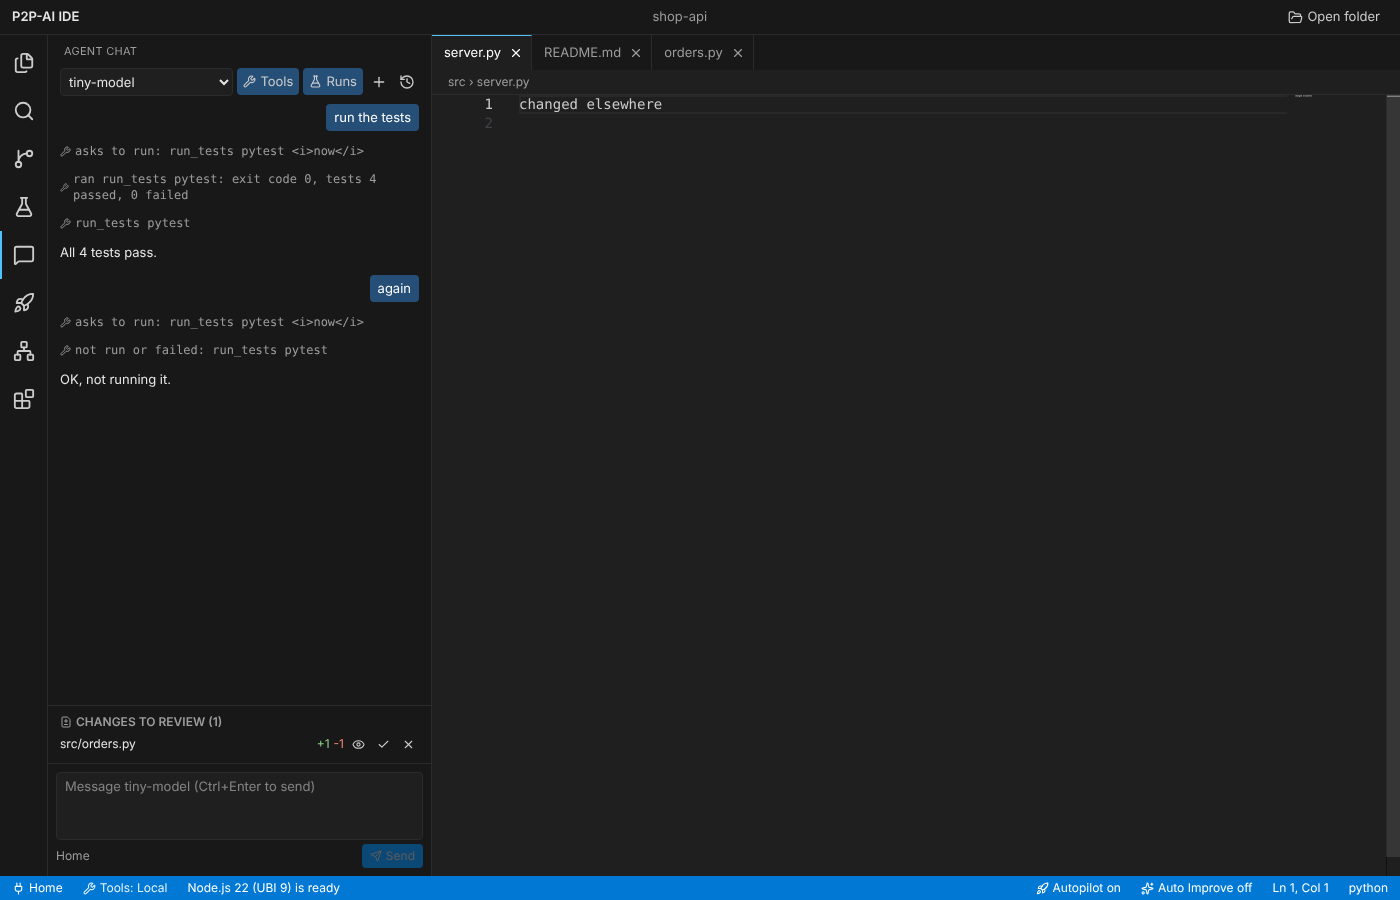 P2P-AI IDE
shop-api
Open folder
AGENT CHAT
tiny-model
Tools
Runs
run the tests
asks to run: run_tests pytest <i>now</i>
ran run_tests pytest: exit code 0, tests 4
passed, 0 failed
run_tests pytest
All 4 tests pass.
again
asks to run: run_tests pytest <i>now</i>
not run or failed: run_tests pytest
OK, not running it.
CHANGES TO REVIEW (1)
src/orders.py +1 -1
Message tiny-model (Ctrl+Enter to send)
Home
Send
server.py
README.md
orders.py
src › server.py
1 changed elsewhere
2
Home
Tools: Local
Node.js 22 (UBI 9) is ready
Autopilot on
Auto Improve off
Ln 1, Col 1
python